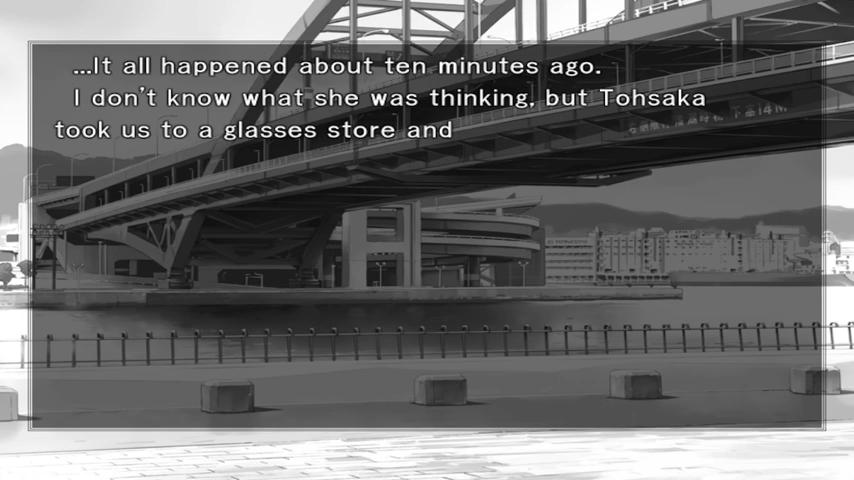 ...It all happened about ten minutes ago.
I don't know what she was thinking, but Tohsaka
took us to a glasses store and